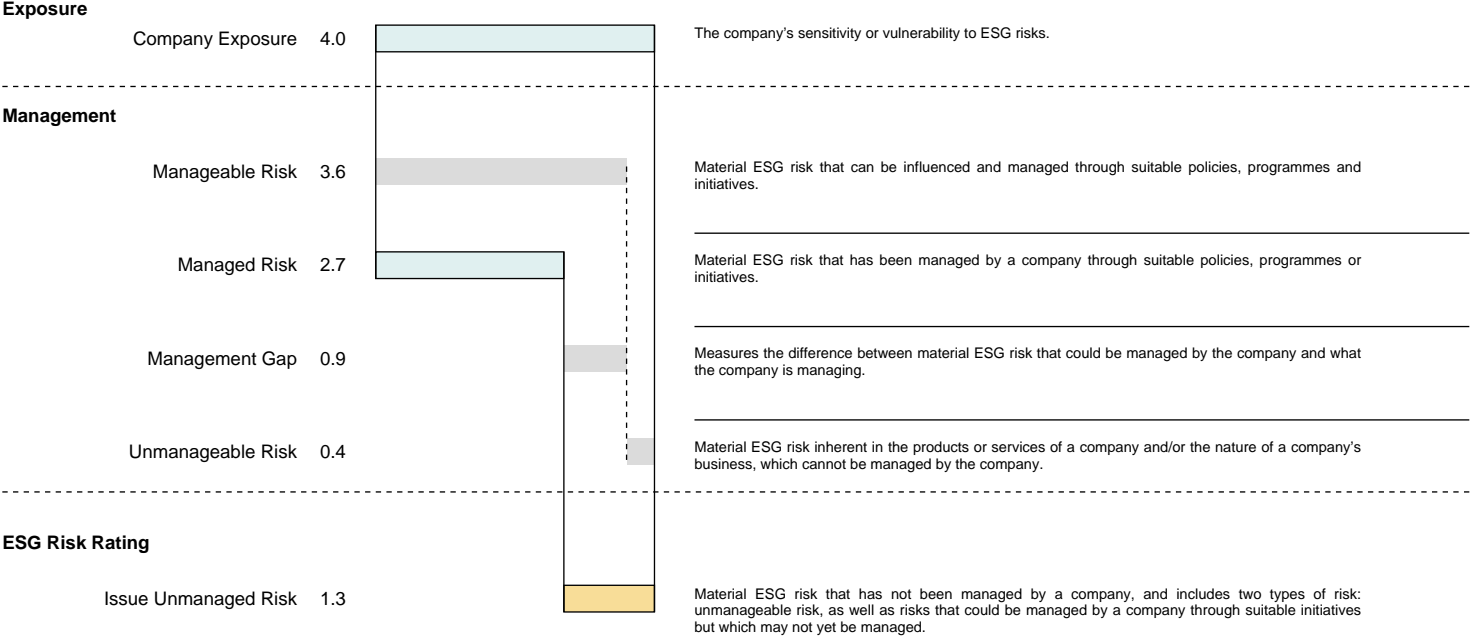 Exposure
Company Exposure 4.0
The company’s sensitivity or vulnerability to ESG risks.
Management
Manageable Risk 3.6
Material ESG risk that can be influenced and managed through suitable policies, programmes and
initiatives.
Managed Risk 2.7
Material ESG risk that has been managed by a company through suitable policies, programmes or
initiatives.
Management Gap 0.9
Measures the difference between material ESG risk that could be managed by the company and what
the company is managing.
Unmanageable Risk 0.4
Material ESG risk inherent in the products or services of a company and/or the nature of a company’s
business, which cannot be managed by the company.
ESG Risk Rating
Issue Unmanaged Risk 1.3
Material ESG risk that has not been managed by a company, and includes two types of risk:
unmanageable risk, as well as risks that could be managed by a company through suitable initiatives
but which may not yet be managed.